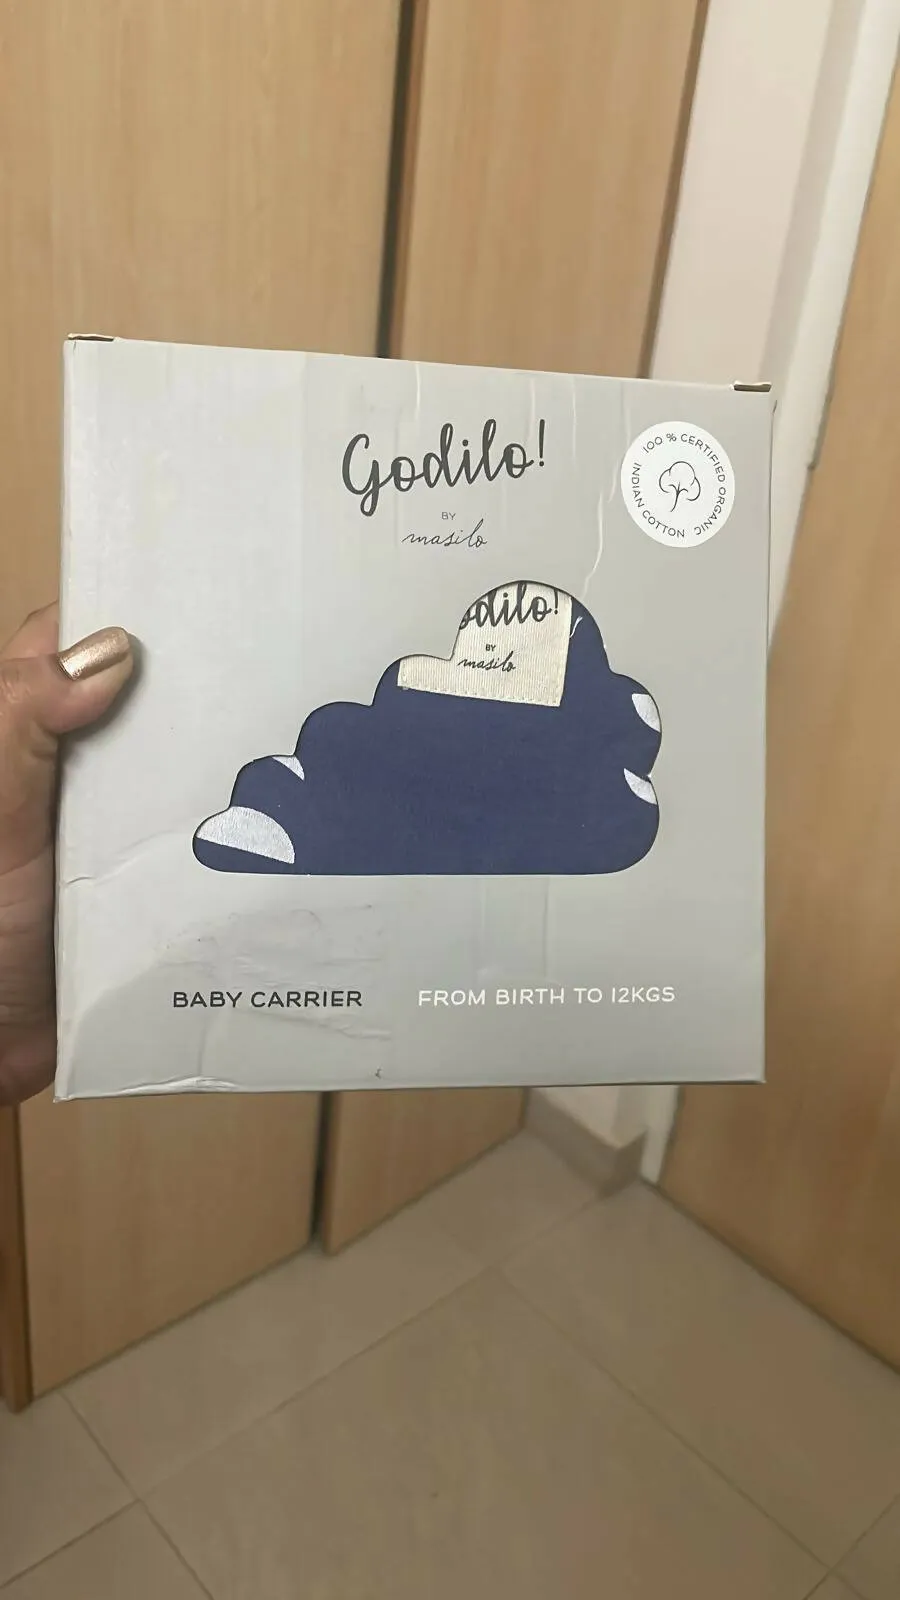 Godilo!
BY
masilo
100 % CERTIFIED ORGANIC INDIAN COTTON
odilo!
BY
masilo
BABY CARRIER
FROM BIRTH TO 12KGS